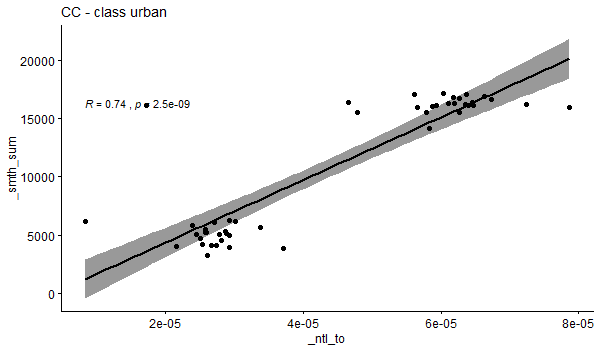 CC - class urban
20000
R = 0.74 , p = 2.5e-09
15000
10000
5000
0
_smth_sum
2e-05 4e-05 6e-05 8e-05
_ntl_to